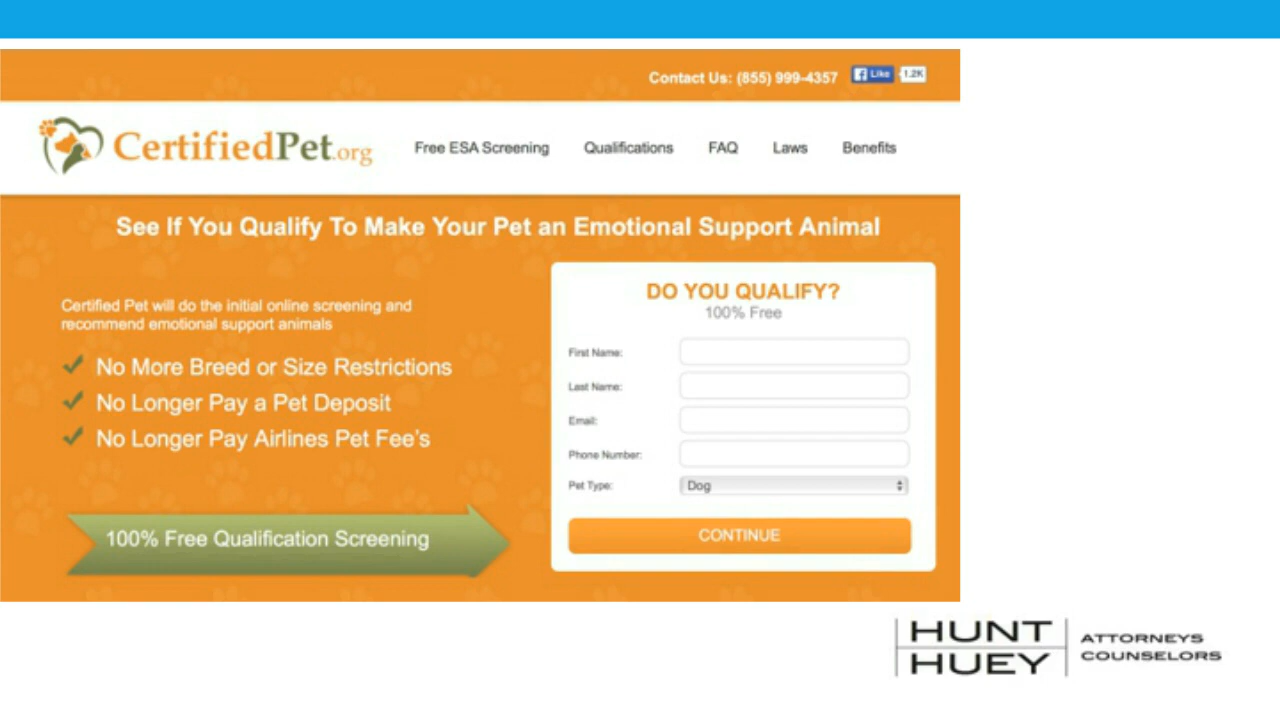 Contact Us: (855) 999-4357 Like 1.2K
CertifiedPet.org Free ESA Screening Qualifications FAQ Laws Benefits
See If You Qualify To Make Your Pet an Emotional Support Animal
Certified Pet will do the initial online screening and
recommend emotional support animals
No More Breed or Size Restrictions
No Longer Pay a Pet Deposit
No Longer Pay Airlines Pet Fee's
100% Free Qualification Screening
DO YOU QUALIFY?
100% Free
First Name:
Last Name:
Email:
Phone Number:
Pet Type: Dog
CONTINUE
HUNT
HUEY
ATTORNEYS
COUNSELORS